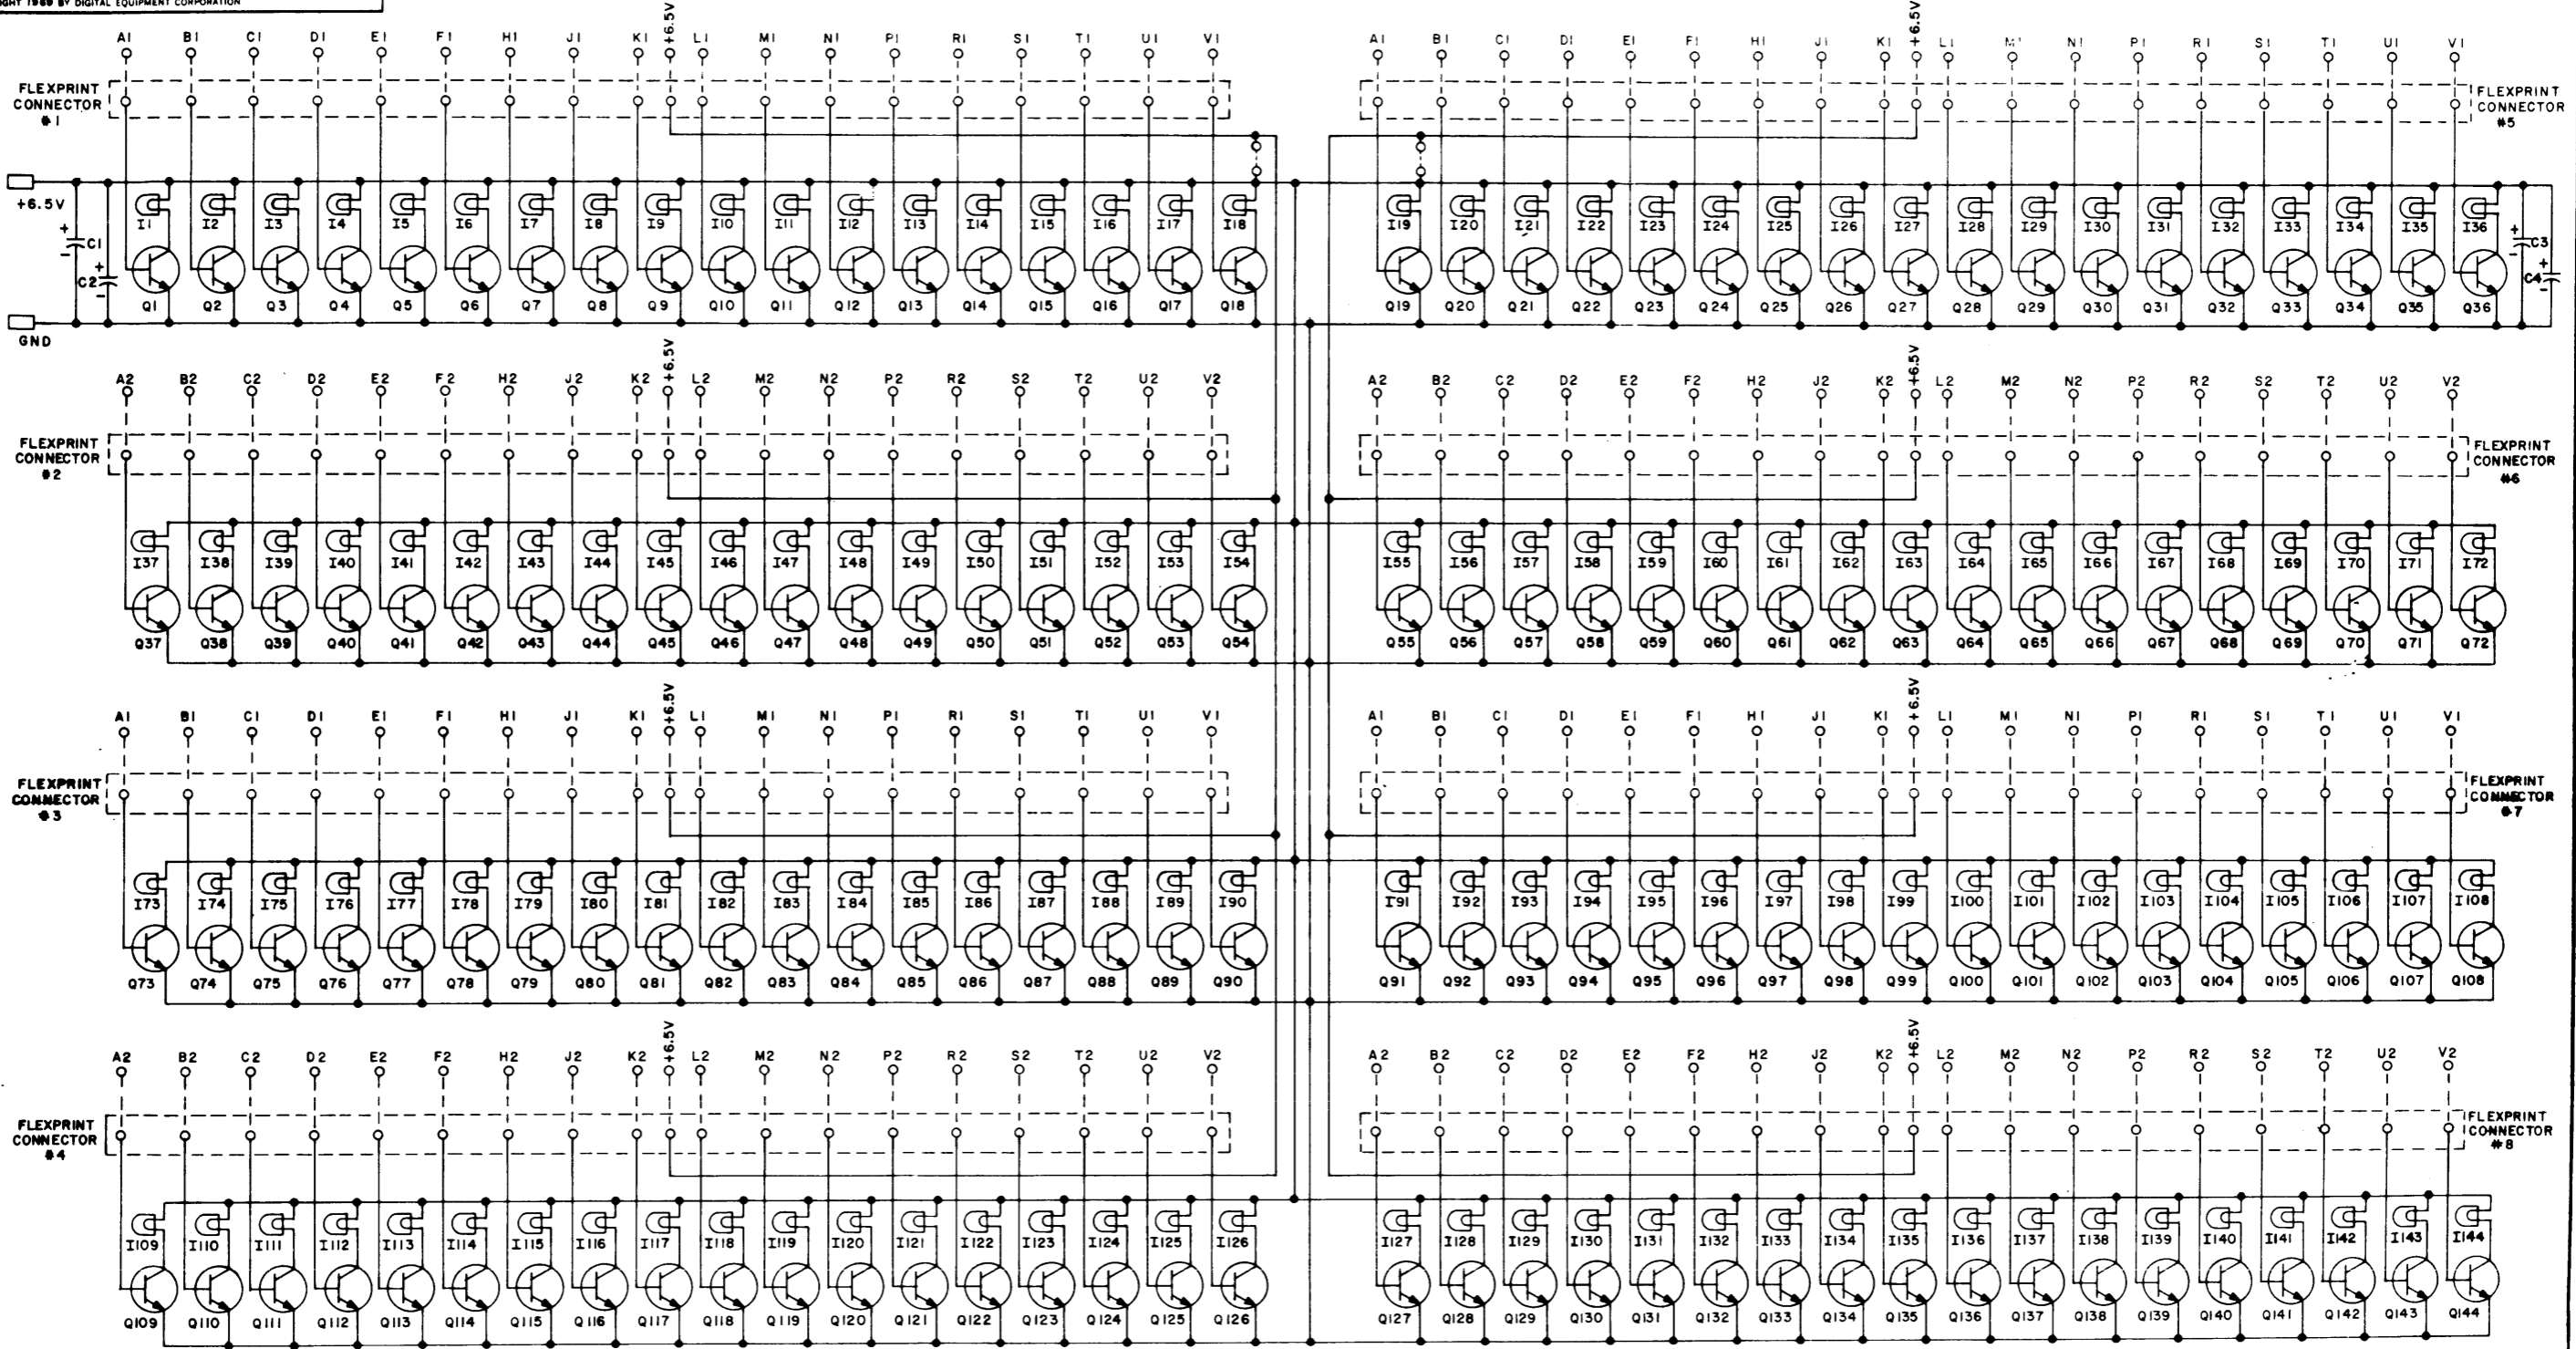 GHT 1969 BY DIGITAL EQUIPMENT CORPORATION
A1 B1 C1 D1 E1 F1 H1 J1 K1 +6.5V L1 M1 N1 P1 R1 S1 T1 U1 V1
A1 B1 C1 D1 E1 F1 H1 J1 K1 +6.5V L1 M1 N1 P1 R1 S1 T1 U1 V1
FLEXPRINT
CONNECTOR
#1
FLEXPRINT
CONNECTOR
#5
+6.5V
I1 I2 I3 I4 I5 I6 I7 I8 I9 I10 I11 I12 I13 I14 I15 I16 I17 I18
I19 I20 I21 I22 I23 I24 I25 I26 I27 I28 I29 I30 I31 I32 I33 I34 I35 I36
+ C1 -
+ C2 -
+ C3 -
+ C4 -
Q1 Q2 Q3 Q4 Q5 Q6 Q7 Q8 Q9 Q10 Q11 Q12 Q13 Q14 Q15 Q16 Q17 Q18
Q19 Q20 Q21 Q22 Q23 Q24 Q25 Q26 Q27 Q28 Q29 Q30 Q31 Q32 Q33 Q34 Q35 Q36
GND
A2 B2 C2 D2 E2 F2 H2 J2 K2 +6.5V L2 M2 N2 P2 R2 S2 T2 U2 V2
A2 B2 C2 D2 E2 F2 H2 J2 K2 +6.5V L2 M2 N2 P2 R2 S2 T2 U2 V2
FLEXPRINT
CONNECTOR
#2
FLEXPRINT
CONNECTOR
#6
I37 I38 I39 I40 I41 I42 I43 I44 I45 I46 I47 I48 I49 I50 I51 I52 I53 I54
I55 I56 I57 I58 I59 I60 I61 I62 I63 I64 I65 I66 I67 I68 I69 I70 I71 I72
Q37 Q38 Q39 Q40 Q41 Q42 Q43 Q44 Q45 Q46 Q47 Q48 Q49 Q50 Q51 Q52 Q53 Q54
Q55 Q56 Q57 Q58 Q59 Q60 Q61 Q62 Q63 Q64 Q65 Q66 Q67 Q68 Q69 Q70 Q71 Q72
A1 B1 C1 D1 E1 F1 H1 J1 K1 +6.5V L1 M1 N1 P1 R1 S1 T1 U1 V1
A1 B1 C1 D1 E1 F1 H1 J1 K1 +6.5V L1 M1 N1 P1 R1 S1 T1 U1 V1
FLEXPRINT
CONNECTOR
#3
FLEXPRINT
CONNECTOR
#7
I73 I74 I75 I76 I77 I78 I79 I80 I81 I82 I83 I84 I85 I86 I87 I88 I89 I90
I91 I92 I93 I94 I95 I96 I97 I98 I99 I100 I101 I102 I103 I104 I105 I106 I107 I108
Q73 Q74 Q75 Q76 Q77 Q78 Q79 Q80 Q81 Q82 Q83 Q84 Q85 Q86 Q87 Q88 Q89 Q90
Q91 Q92 Q93 Q94 Q95 Q96 Q97 Q98 Q99 Q100 Q101 Q102 Q103 Q104 Q105 Q106 Q107 Q108
A2 B2 C2 D2 E2 F2 H2 J2 K2 +6.5V L2 M2 N2 P2 R2 S2 T2 U2 V2
A2 B2 C2 D2 E2 F2 H2 J2 K2 +6.5V L2 M2 N2 P2 R2 S2 T2 U2 V2
FLEXPRINT
CONNECTOR
#4
FLEXPRINT
CONNECTOR
#8
I109 I110 I111 I112 I113 I114 I115 I116 I117 I118 I119 I120 I121 I122 I123 I124 I125 I126
I127 I128 I129 I130 I131 I132 I133 I134 I135 I136 I137 I138 I139 I140 I141 I142 I143 I144
Q109 Q110 Q111 Q112 Q113 Q114 Q115 Q116 Q117 Q118 Q119 Q120 Q121 Q122 Q123 Q124 Q125 Q126
Q127 Q128 Q129 Q130 Q131 Q132 Q133 Q134 Q135 Q136 Q137 Q138 Q139 Q140 Q141 Q142 Q143 Q144